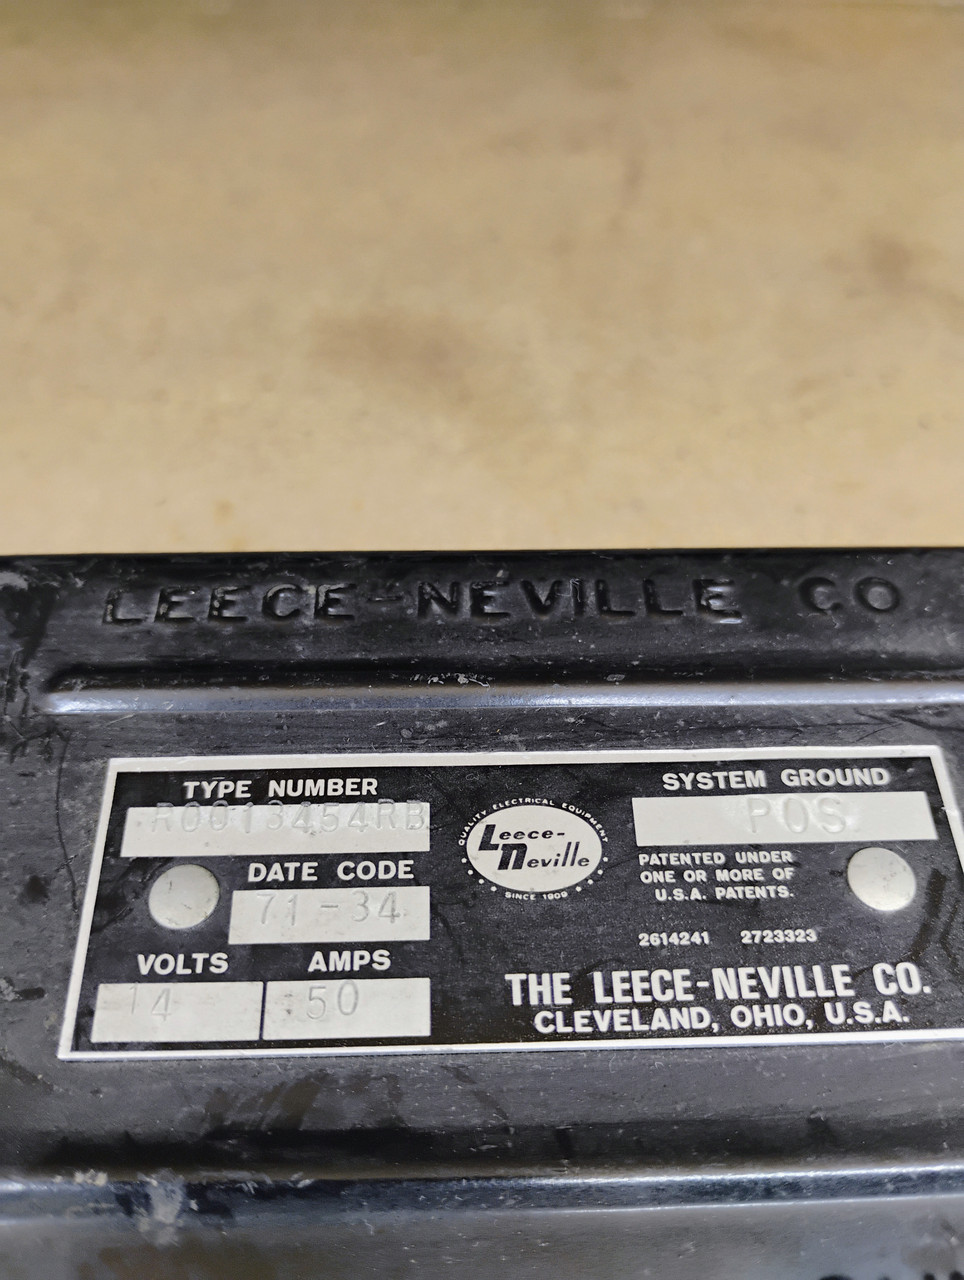 LEECE-NEVILLE CO
TYPE NUMBER
R0013454RB
DATE CODE
71-34
VOLTS
14
AMPS
50
QUALITY ELECTRICAL EQUIPMENT
Leece-
Neville
SINCE 1909
SYSTEM GROUND
POS
PATENTED UNDER
ONE OR MORE OF
U.S.A. PATENTS.
2614241 2723323
THE LEECE-NEVILLE CO.
CLEVELAND, OHIO, U.S.A.